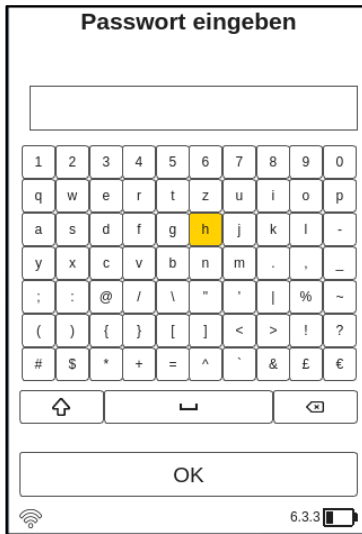 Passwort eingeben
1 2 3 4 5 6 7 8 9 0
q w e r t z u i o p
a s d f g h j k l -
y x c v b n m . , _
; : @ / \ " ' | % ~
( ) { } [ ] < > ! ?
# $ * + = ^ ` & £ €
OK
6.3.3